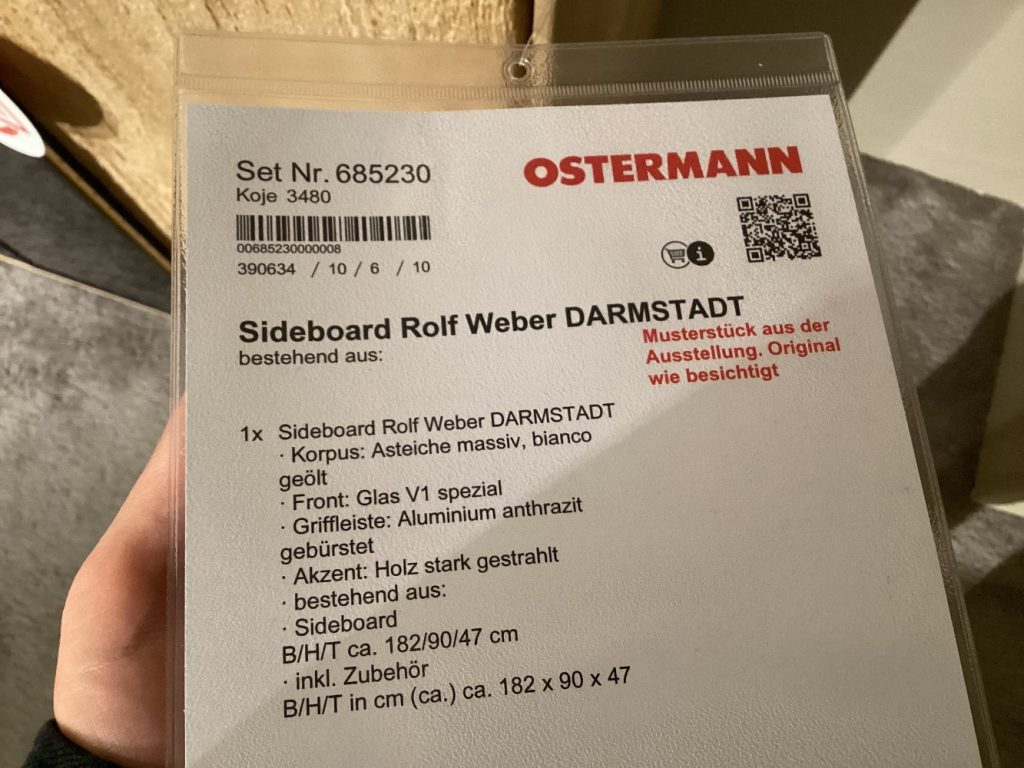 Set Nr. 685230
OSTERMANN
Koje 3480
00685230000008
390634 / 10 / 6 / 10
i
Sideboard Rolf Weber DARMSTADT
bestehend aus:
Musterstück aus der
Ausstellung. Original
wie besichtigt
1x Sideboard Rolf Weber DARMSTADT
· Korpus: Asteiche massiv, bianco
geölt
· Front: Glas V1 spezial
· Griffleiste: Aluminium anthrazit
gebürstet
· Akzent: Holz stark gestrahlt
· bestehend aus:
· Sideboard
B/H/T ca. 182/90/47 cm
· inkl. Zubehör
B/H/T in cm (ca.) ca. 182 x 90 x 47